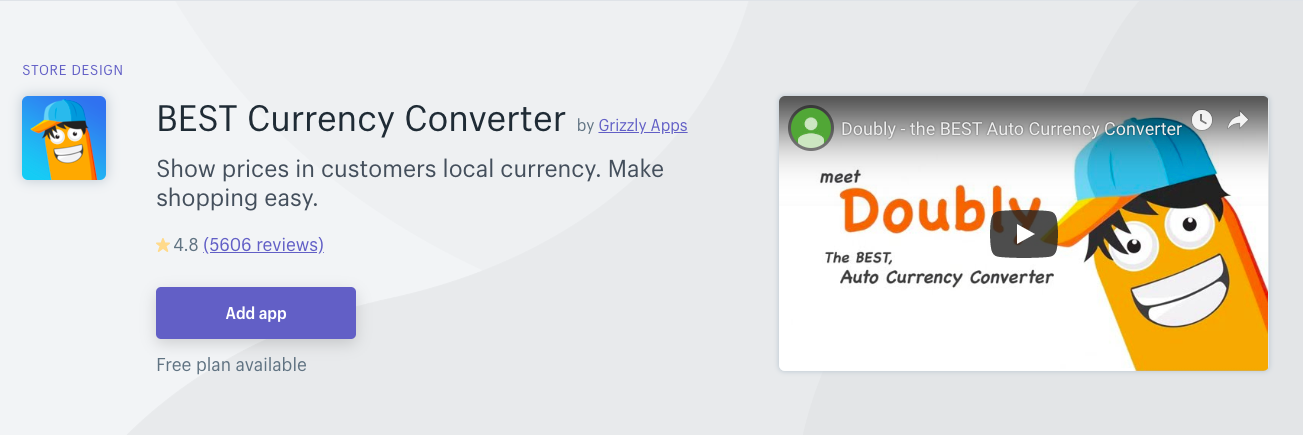 STORE DESIGN
BEST Currency Converter by Grizzly Apps
Show prices in customers local currency. Make
shopping easy.
4.8 (5606 reviews)
Add app
Free plan available
Doubly - the BEST Auto Currency Converter
meet
Doubly
The BEST,
Auto Currency Converter